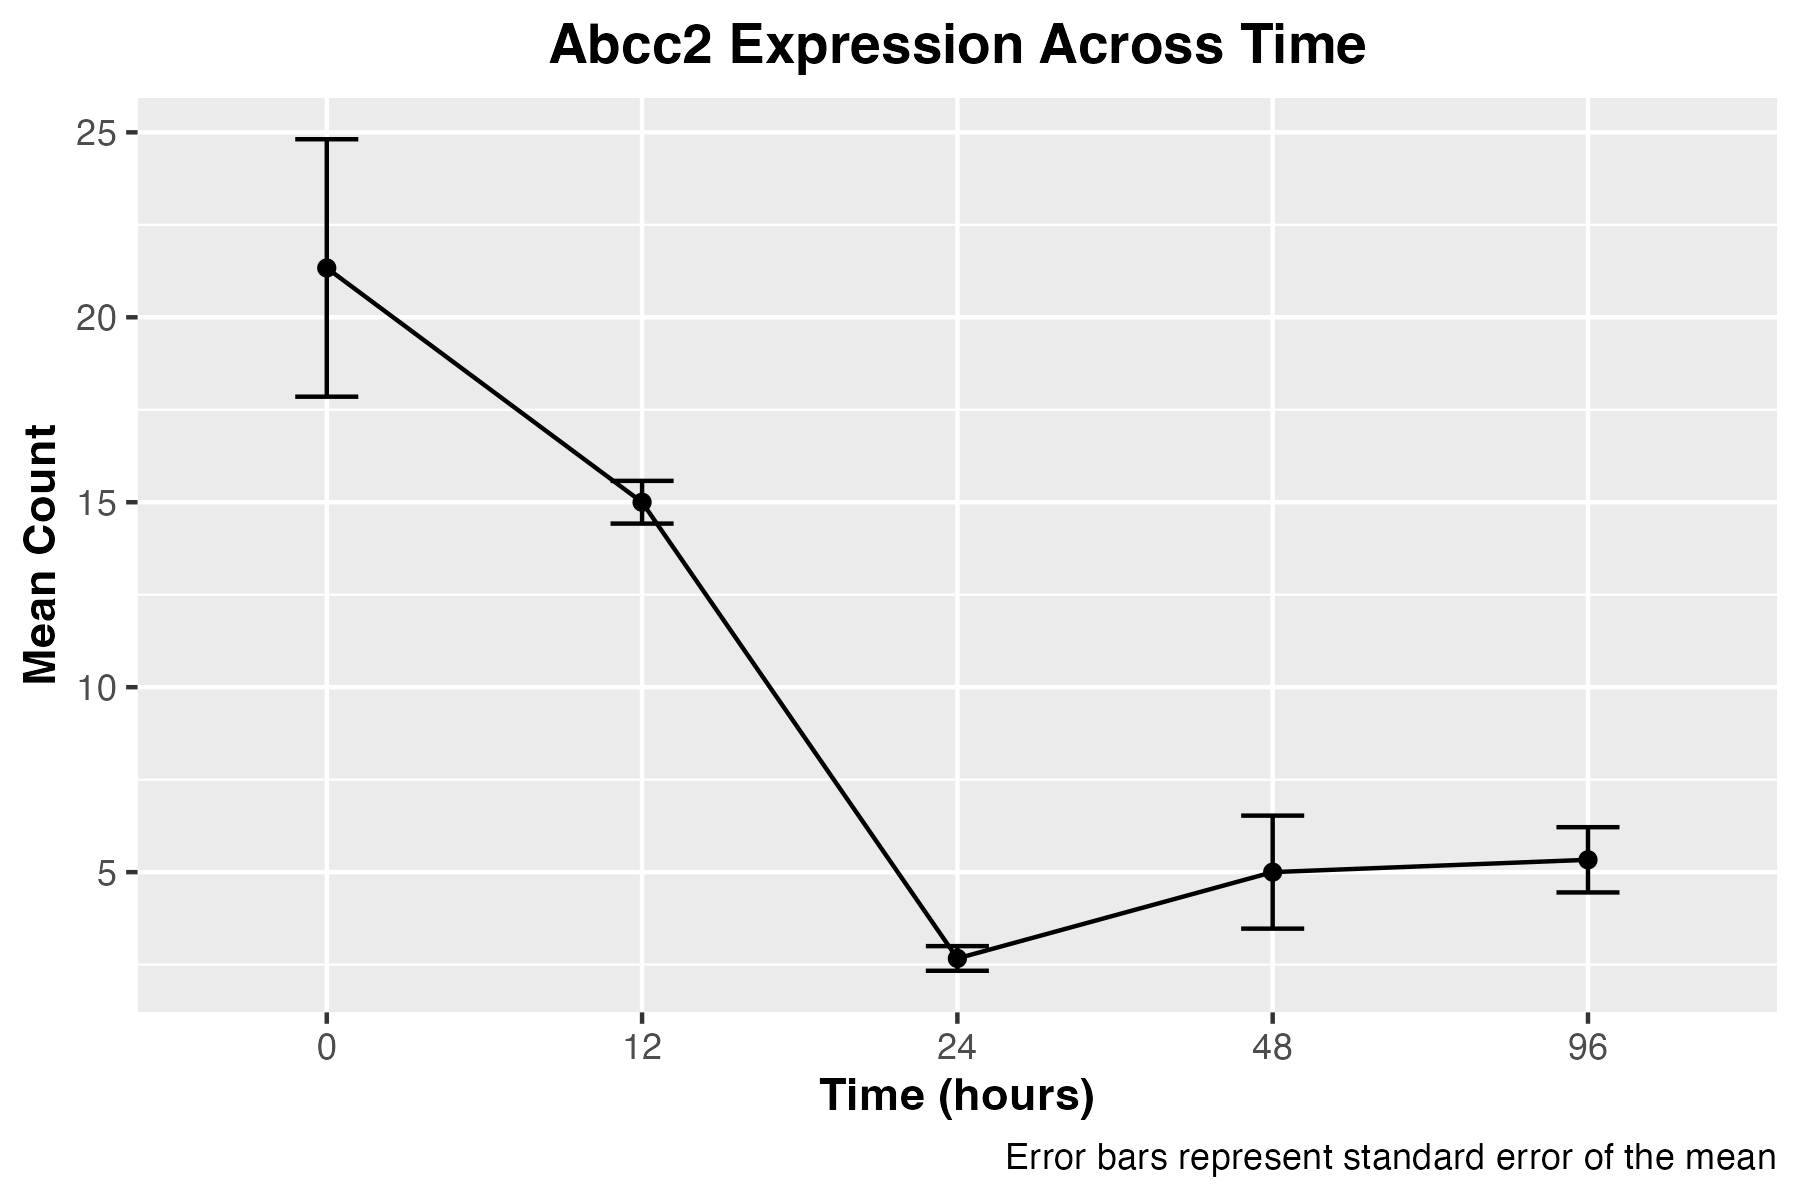 Abcc2 Expression Across Time
Mean Count
25
20
15
10
5
0 12 24 48 96
Time (hours)
Error bars represent standard error of the mean